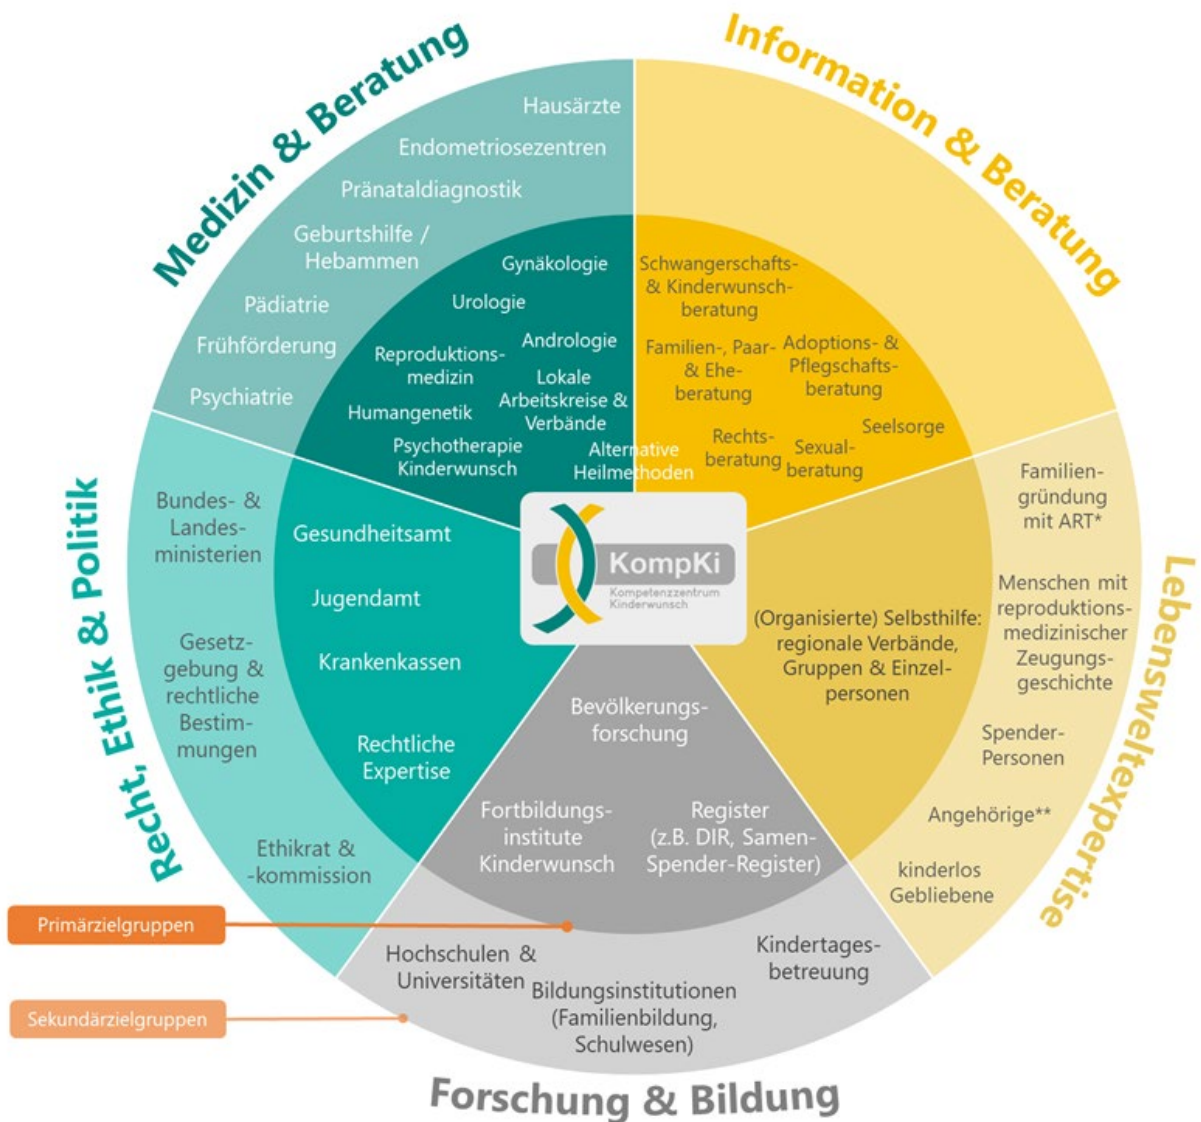 Medizin & Beratung
Hausärzte
Endometriosezentren
Pränataldiagnostik
Geburtshilfe /
Hebammen
Pädiatrie
Frühförderung
Psychiatrie
Gynäkologie
Urologie
Andrologie
Reproduktions-
medizin
Lokale
Arbeitskreise &
Verbände
Humangenetik
Psychotherapie
Kinderwunsch
Alternative
Heilmethoden
Information & Beratung
Schwangerschafts-
& Kinderwunsch-
beratung
Familien-, Paar-
& Ehe-
beratung
Adoptions- &
Pflegschafts-
beratung
Seelsorge
Rechts-
beratung
Sexual-
beratung
Recht, Ethik & Politik
Bundes- &
Landes-
ministerien
Gesetz-
gebung &
rechtliche
Bestim-
mungen
Ethikrat &
-kommission
Gesundheitsamt
Jugendamt
Krankenkassen
Rechtliche
Expertise
KompKi
Kompetenzzentrum
Kinderwunsch
Lebensweltexpertise
(Organisierte) Selbsthilfe:
regionale Verbände,
Gruppen & Einzel-
personen
Familien-
gründung
mit ART*
Menschen mit
reproduktions-
medizinischer
Zeugungs-
geschichte
Spender-
Personen
Angehörige**
kinderlos
Gebliebene
Bevölkerungs-
forschung
Fortbildungs-
institute
Kinderwunsch
Register
(z.B. DIR, Samen-
Spender-Register)
Primärzielgruppen
Sekundärzielgruppen
Hochschulen &
Universitäten
Bildungsinstitutionen
(Familienbildung,
Schulwesen)
Kindertages-
betreuung
Forschung & Bildung